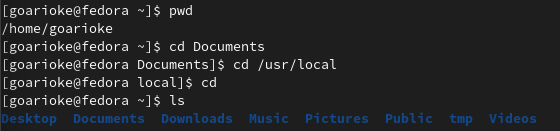 [goarioke@fedora ~]$ pwd
/home/goarioke
[goarioke@fedora ~]$ cd Documents
[goarioke@fedora Documents]$ cd /usr/local
[goarioke@fedora local]$ cd
[goarioke@fedora ~]$ ls
Desktop  Documents  Downloads  Music  Pictures  Public  tmp  Videos